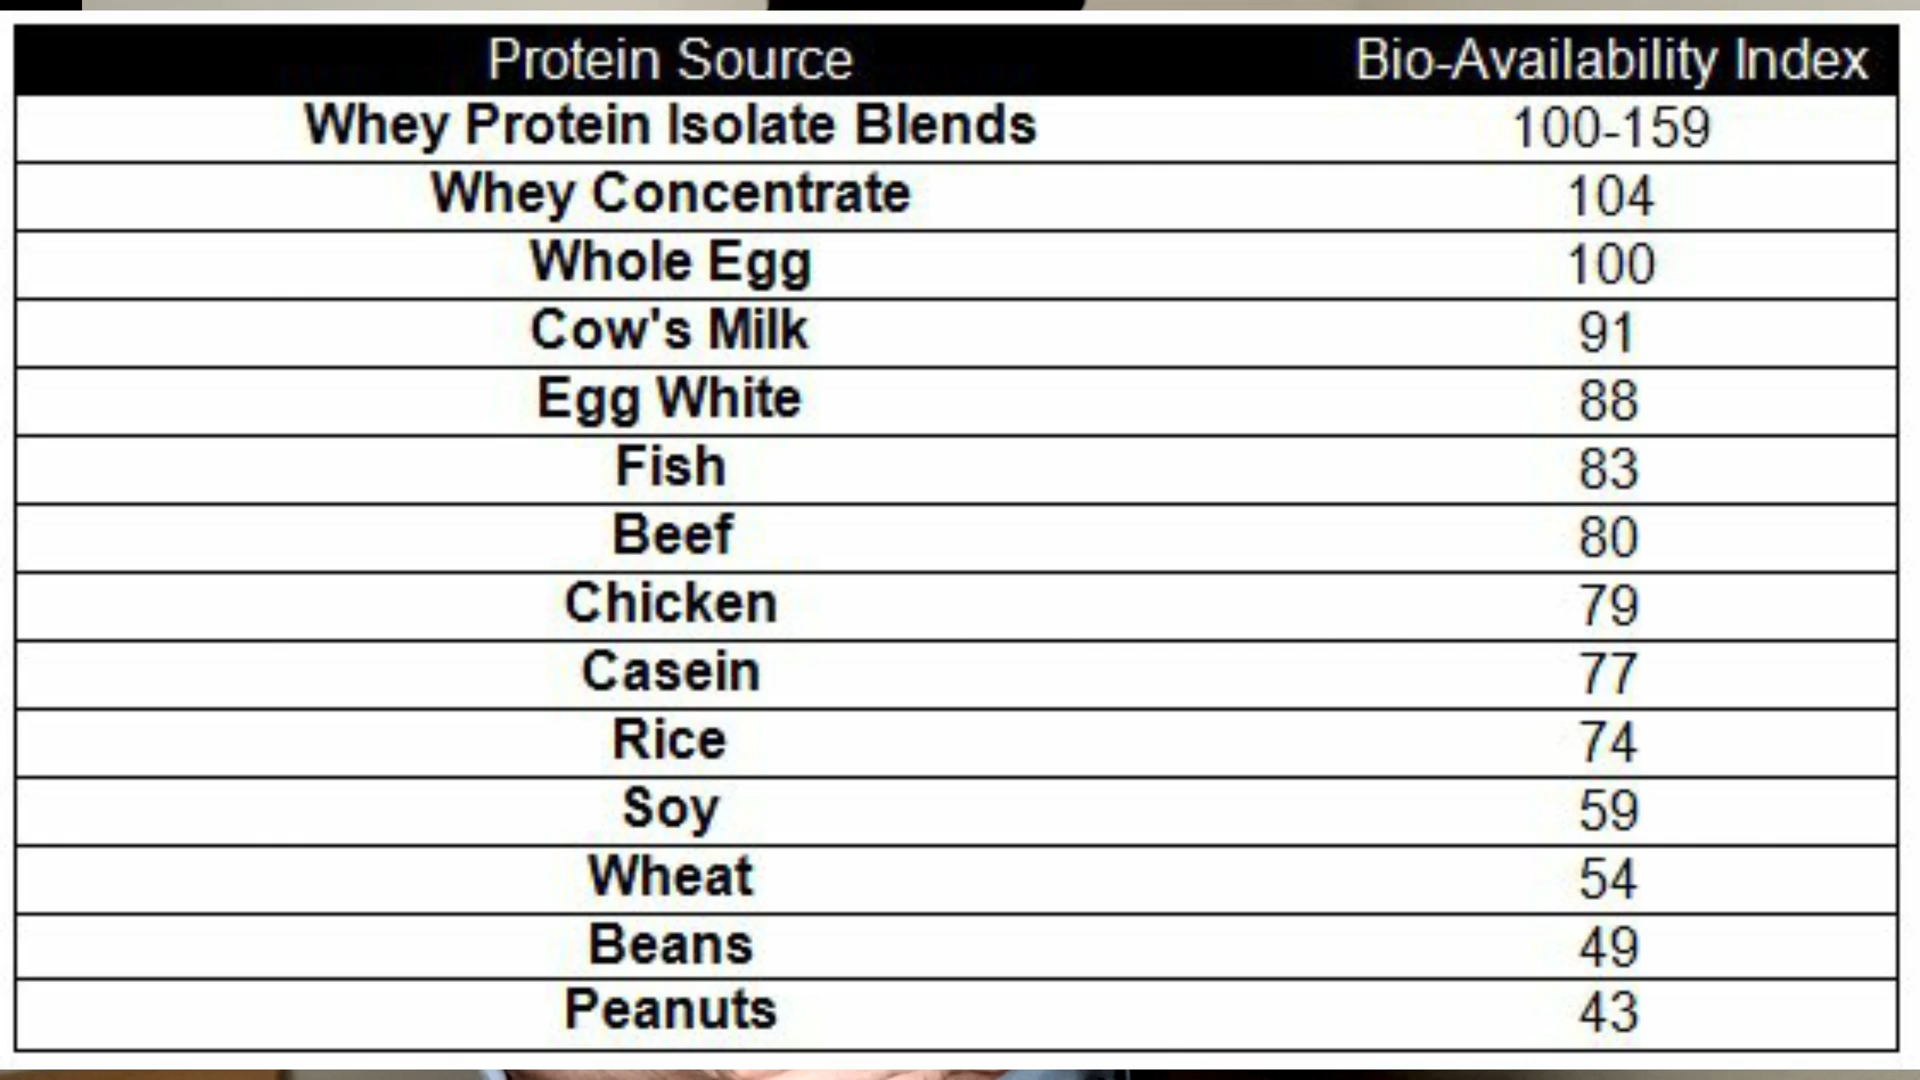 Protein Source Bio-Availability Index
Whey Protein Isolate Blends 100-159
Whey Concentrate 104
Whole Egg 100
Cow's Milk 91
Egg White 88
Fish 83
Beef 80
Chicken 79
Casein 77
Rice 74
Soy 59
Wheat 54
Beans 49
Peanuts 43